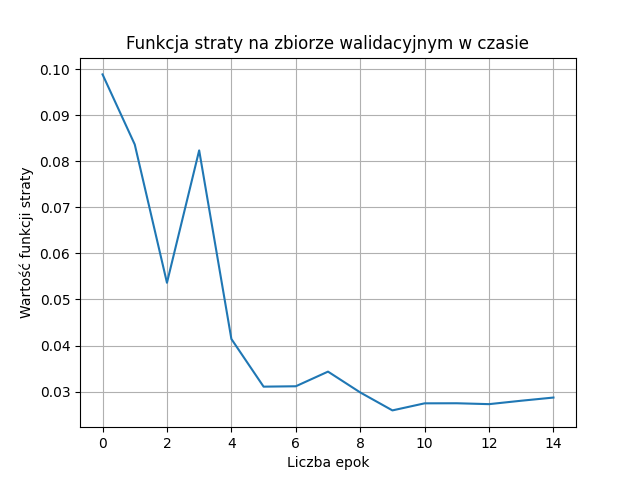 Funkcja straty na zbiorze walidacyjnym w czasie
0.10
0.09
0.08
0.07
0.06
0.05
0.04
0.03
Wartość funkcji straty
0 2 4 6 8 10 12 14
Liczba epok